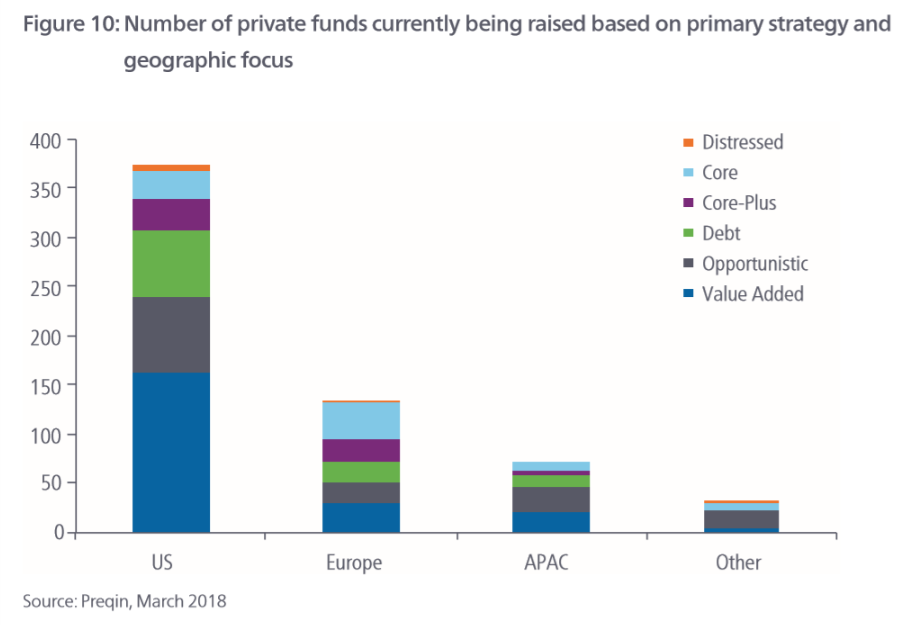 Figure 10: Number of private funds currently being raised based on primary strategy and
geographic focus
400
350
300
250
200
150
100
50
0
Distressed
Core
Core-Plus
Debt
Opportunistic
Value Added
US
Europe
APAC
Other
Source: Preqin, March 2018